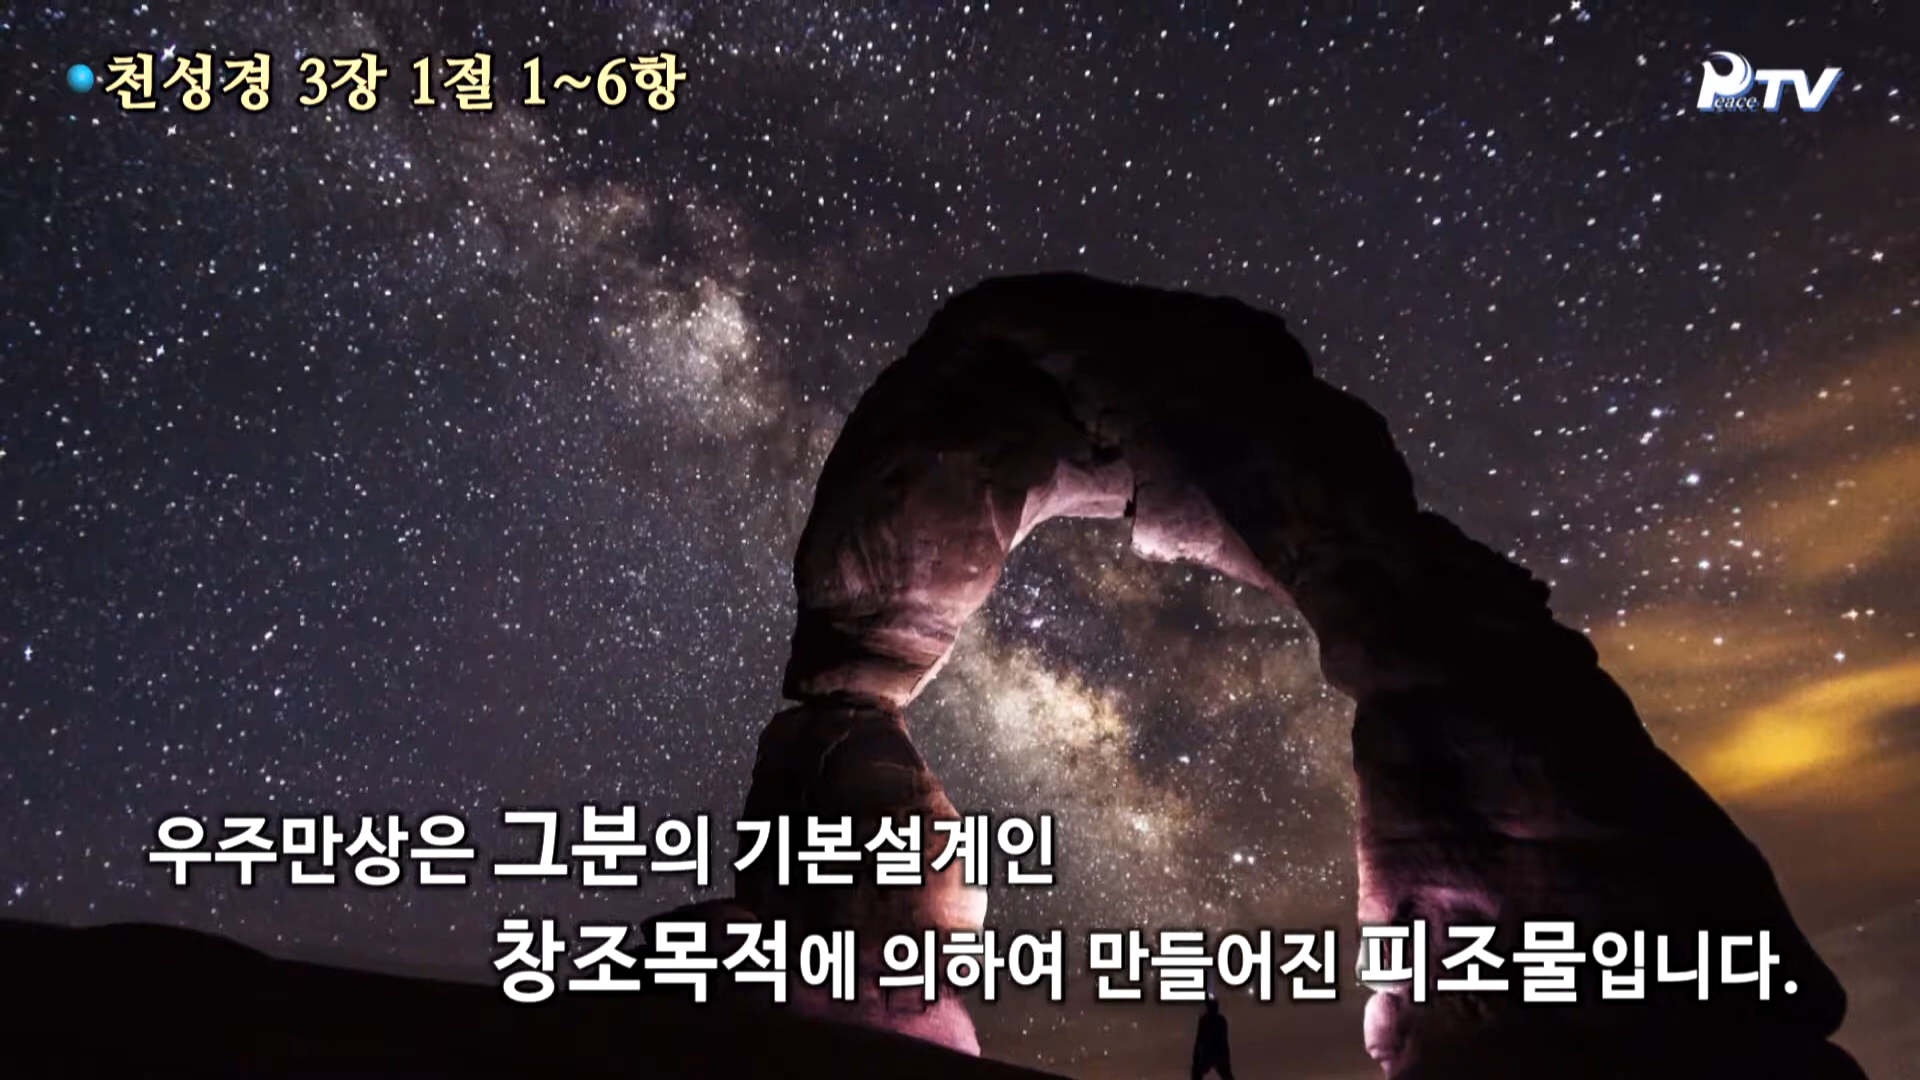 천성경 3장 1절 1~6항
Peace TV
우주만상은 그분의 기본설계인
창조목적에 의하여 만들어진 피조물입니다.